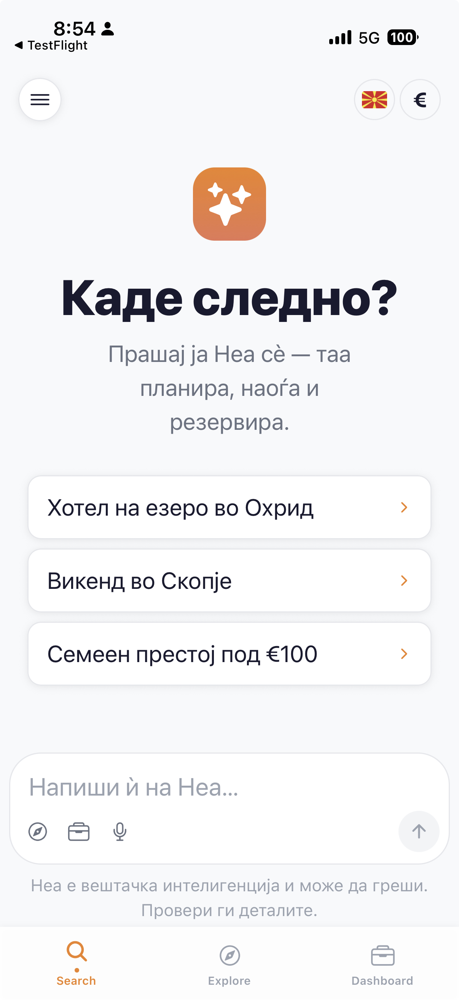 8:54
TestFlight
5G
100
€
Каде следно?
Прашај ја Неа сѐ — таа
планира, наоѓа и
резервира.
Хотел на езеро во Охрид
Викенд во Скопје
Семеен престој под €100
Напиши ѝ на Неа...
Неа е вештачка интелигенција и може да греши.
Провери ги деталите.
Search
Explore
Dashboard